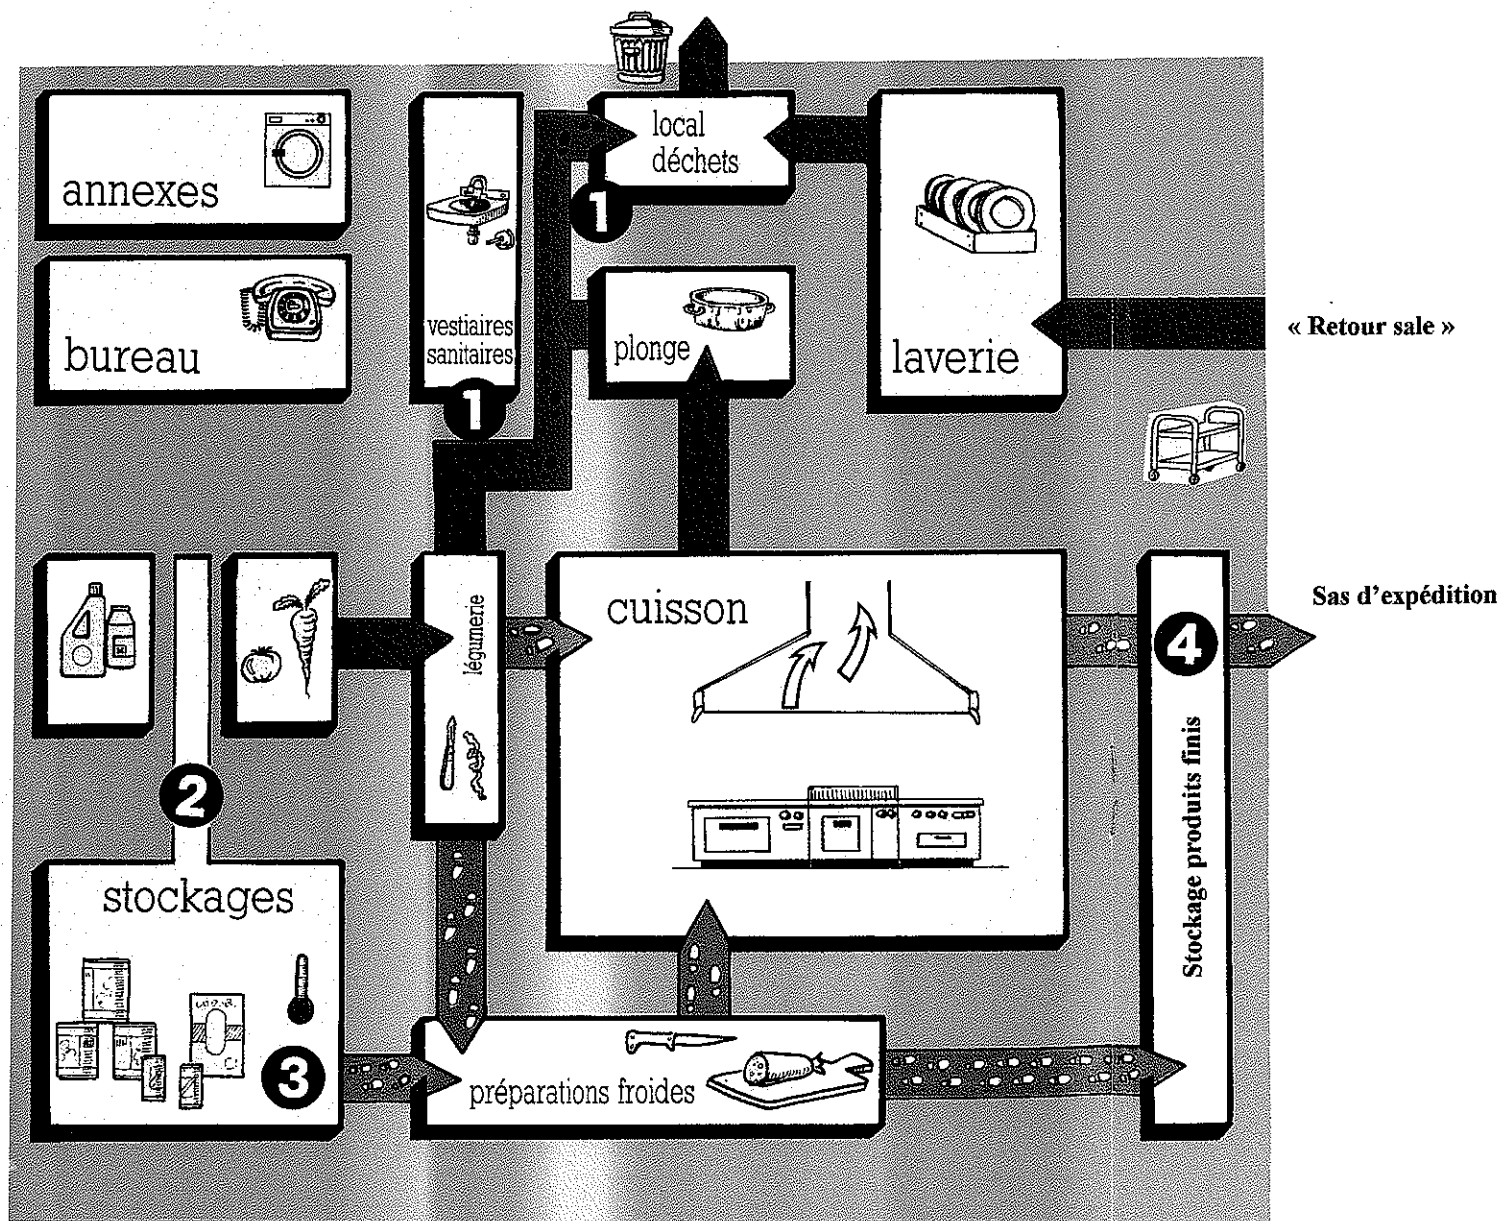 annexes
bureau
vestiaires
sanitaires
1
local
déchets
1
plonge
laverie
« Retour sale »
légumerie
cuisson
Sas d'expédition
4
Stockage produits finis
2
stockages
3
préparations froides